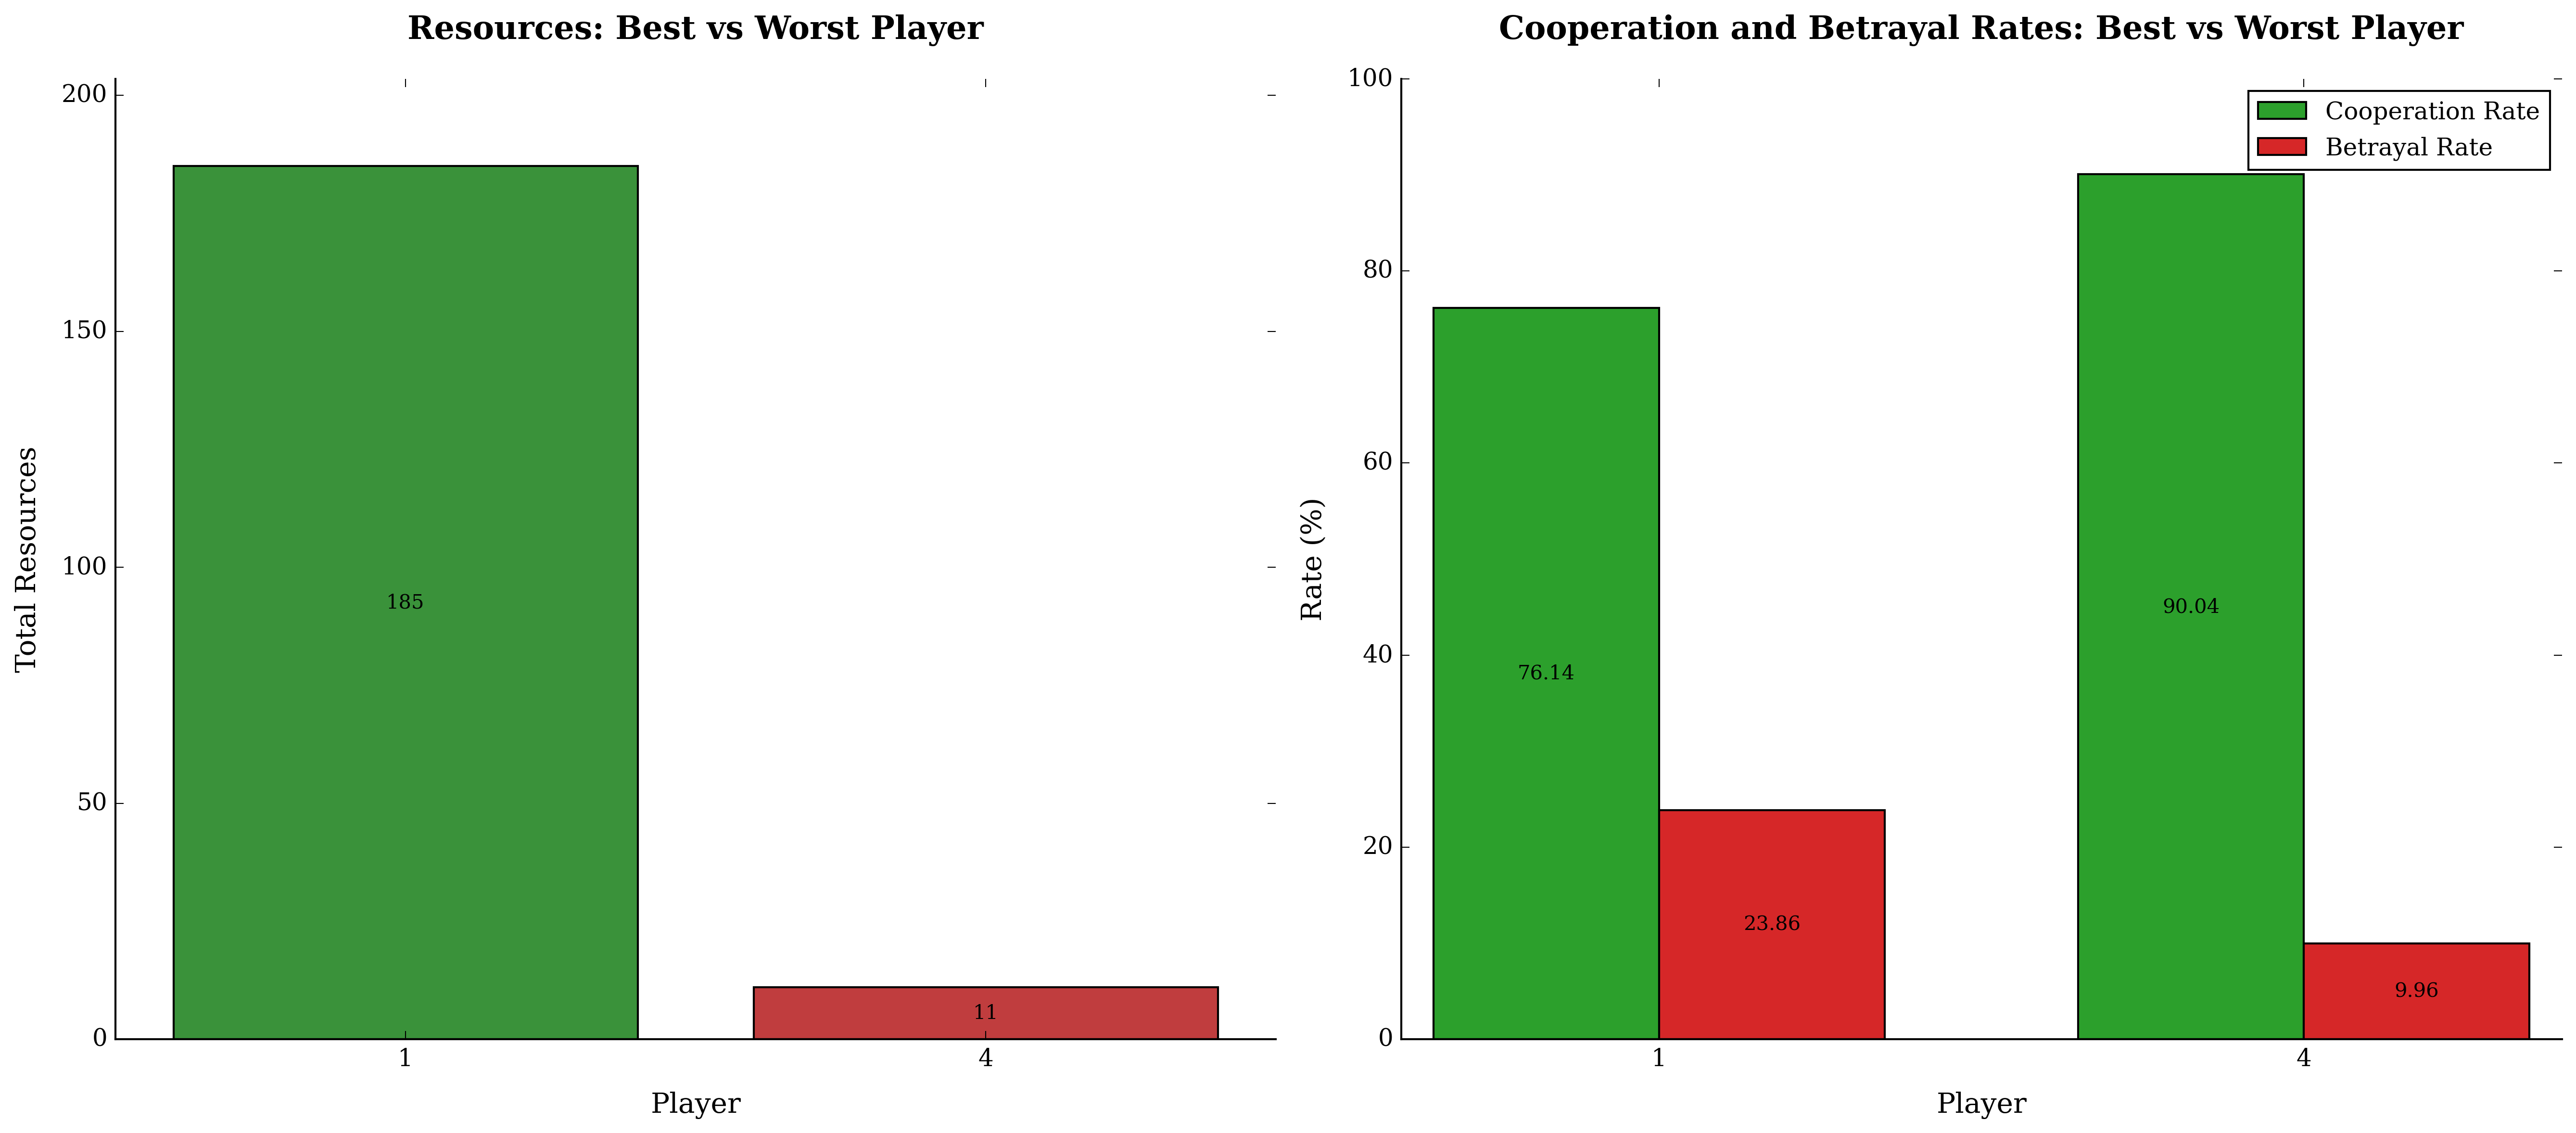 Resources: Best vs Worst Player
200
150
100
50
0
Total Resources
185
11
1
4
Player
Cooperation and Betrayal Rates: Best vs Worst Player
100
80
60
40
20
0
Rate (%)
Cooperation Rate
Betrayal Rate
76.14
23.86
90.04
9.96
1
4
Player